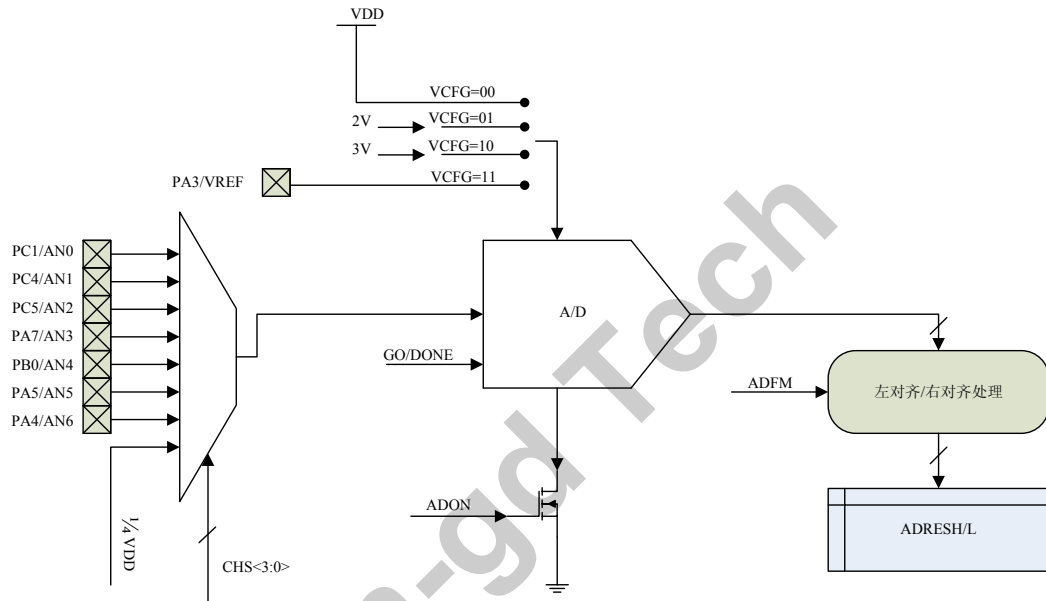 VDD
VCFG=00
2V
VCFG=01
3V
VCFG=10
PA3/VREF
VCFG=11
PC1/AN0
PC4/AN1
PC5/AN2
PA7/AN3
PB0/AN4
PA5/AN5
PA4/AN6
1/4 VDD
CHS<3:0>
A/D
GO/DONE
ADON
ADFM
左对齐/右对齐处理
ADRESH/L
-gd Tech